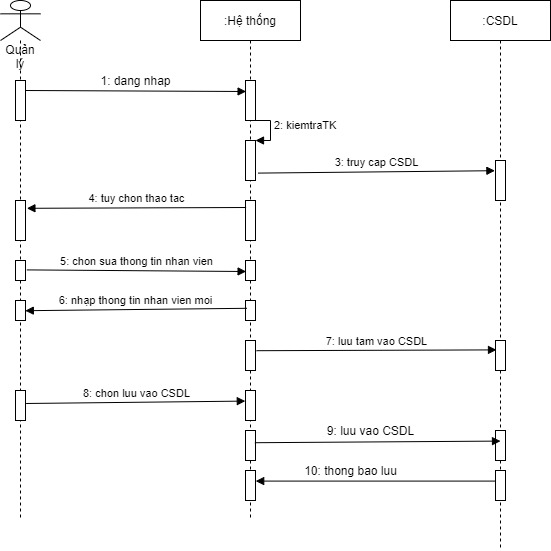 :Hệ thống
:CSDL
Quản
lý
1: dang nhap
2: kiemtraTK
3: truy cap CSDL
4: tuy chon thao tac
5: chon sua thong tin nhan vien
6: nhạp thong tin nhan vien moi
7: luu tam vao CSDL
8: chon luu vao CSDL
9: luu vao CSDL
10: thong bao luu